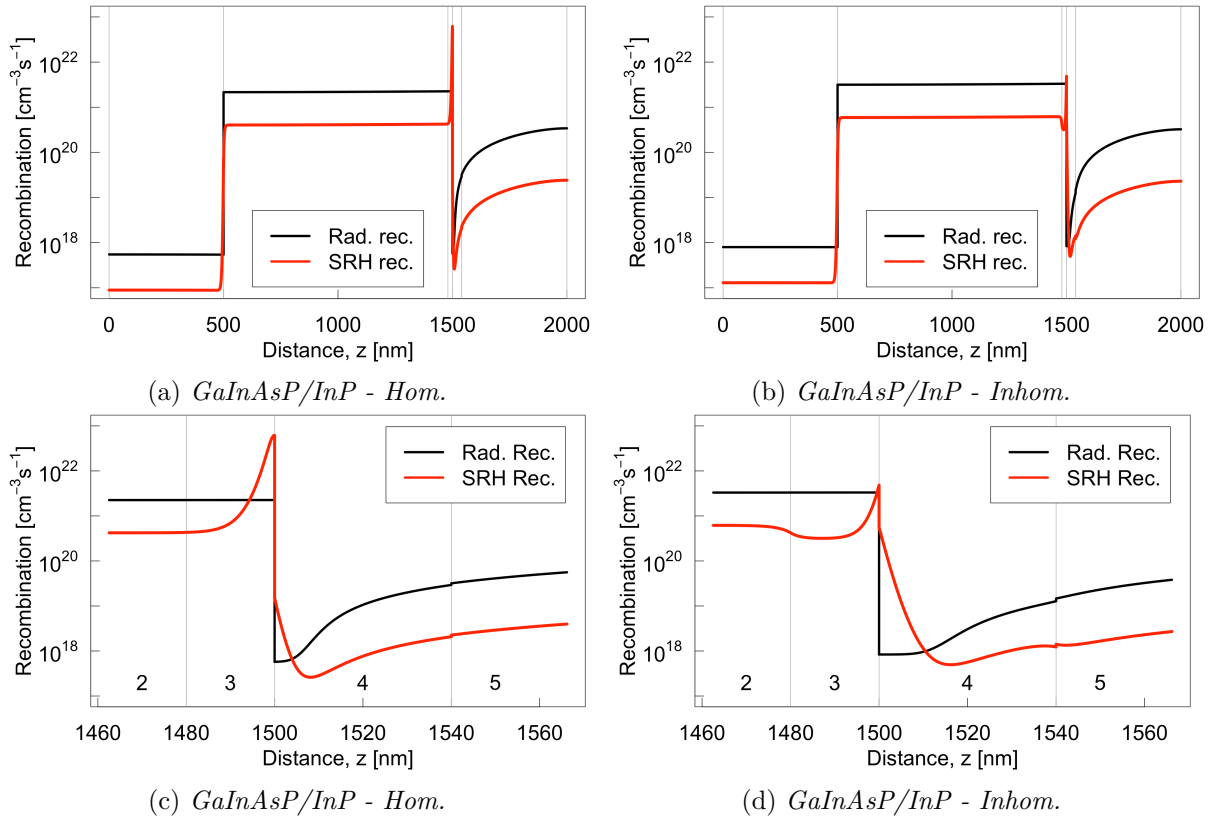 Recombination [cm⁻³s⁻¹]
10²²
10²⁰
10¹⁸
Rad. rec.
SRH rec.
0 500 1000 1500 2000
Distance, z [nm]
(a) GaInAsP/InP - Hom.
Recombination [cm⁻³s⁻¹]
10²²
10²⁰
10¹⁸
Rad. rec.
SRH rec.
0 500 1000 1500 2000
Distance, z [nm]
(b) GaInAsP/InP - Inhom.
Recombination [cm⁻³s⁻¹]
10²²
10²⁰
10¹⁸
Rad. Rec.
SRH Rec.
2 3 4 5
1460 1480 1500 1520 1540 1560
Distance, z [nm]
(c) GaInAsP/InP - Hom.
Recombination [cm⁻³s⁻¹]
10²²
10²⁰
10¹⁸
Rad. Rec.
SRH Rec.
2 3 4 5
1460 1480 1500 1520 1540 1560
Distance, z [nm]
(d) GaInAsP/InP - Inhom.